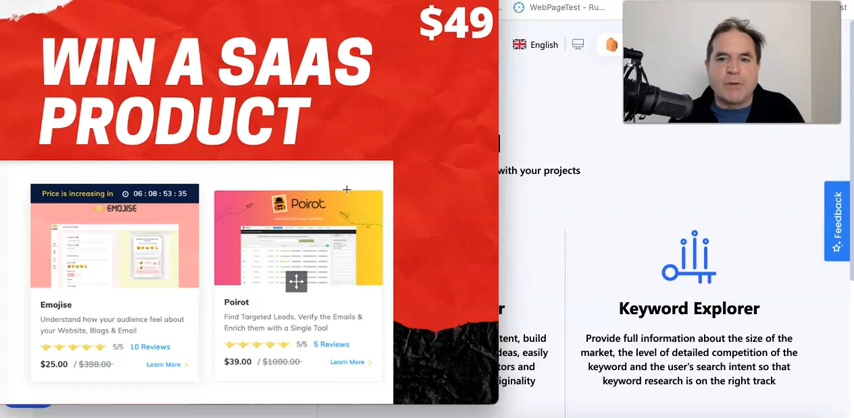 WebPageTest - Ru...
$49
WIN A SAAS
PRODUCT
English
with your projects
Price is increasing in 06 : 08 : 53 : 35
EMOJISE
Poirot
Emojise
Understand how your audience feel about
your Website, Blogs & Email
5/5 10 Reviews
$25.00 / $398.00
Learn More >
Poirot
Find Targeted Leads, Verify the Emails &
Enrich them with a Single Tool
5/5 5 Reviews
$39.00 / $1080.00
Learn More >
Keyword Explorer
Provide full information about the size of the
market, the level of detailed competition of the
keyword and the user's search intent so that
keyword research is on the right track
tent, build
deas, easily
tors and
iginality
Feedback